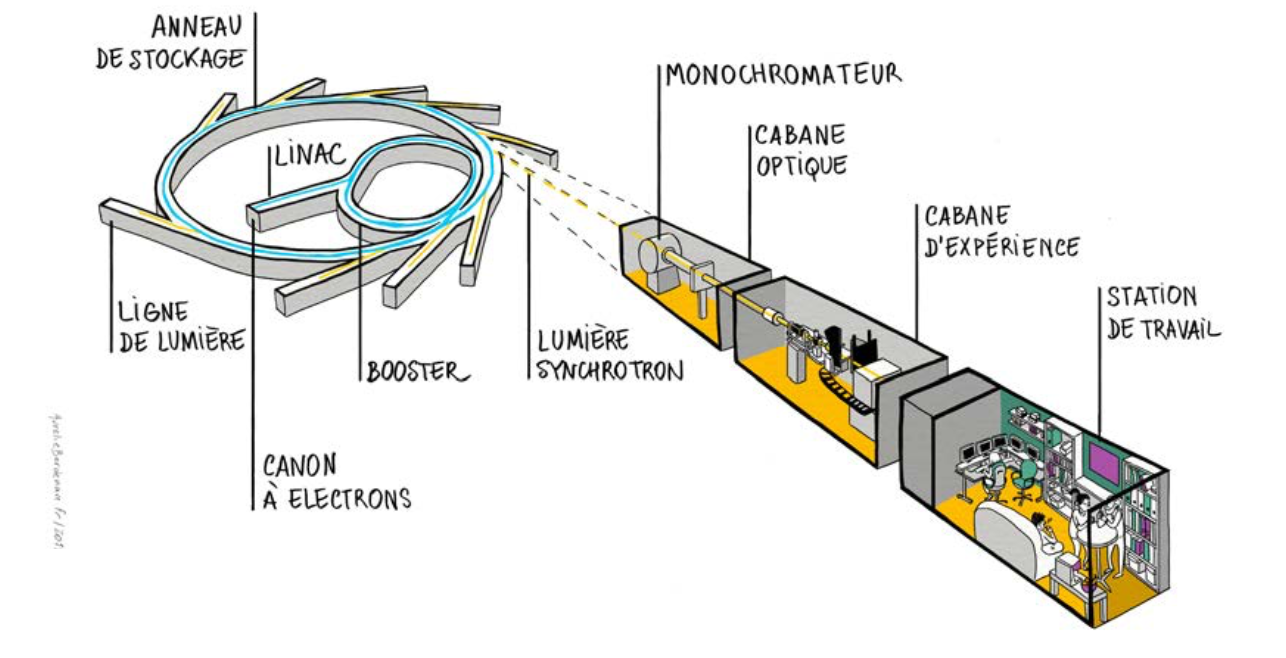 ANNEAU
DE STOCKAGE
MONOCHROMATEUR
LINAC
CABANE
OPTIQUE
CABANE
D'EXPÉRIENCE
STATION
DE TRAVAIL
LIGNE
DE LUMIÈRE
BOOSTER
LUMIÈRE
SYNCHROTRON
CANON
À ELECTRONS